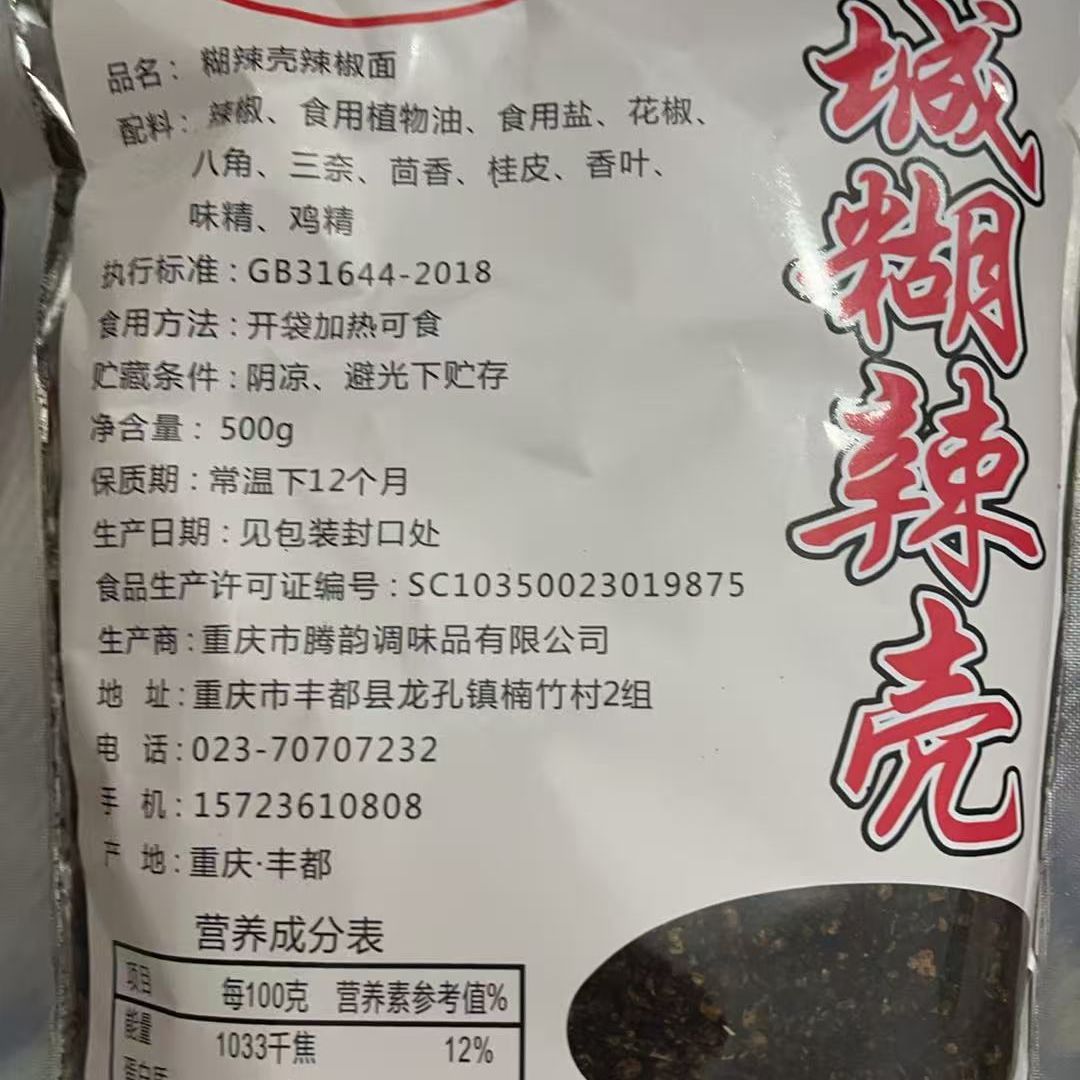 品名：糊辣壳辣椒面
配料：辣椒、食用植物油、食用盐、花椒、
八角、三奈、茴香、桂皮、香叶、
味精、鸡精
执行标准：GB31644-2018
食用方法：开袋加热可食
贮藏条件：阴凉、避光下贮存
净含量：500g
保质期：常温下12个月
生产日期：见包装封口处
食品生产许可证编号：SC10350023019875
生产商：重庆市腾韵调味品有限公司
地 址：重庆市丰都县龙孔镇楠竹村2组
电 话：023-70707232
手 机：15723610808
产 地：重庆·丰都
营养成分表
项目 每100克 营养素参考值%
能量 1033千焦 12%
蛋白质
城糊辣壳